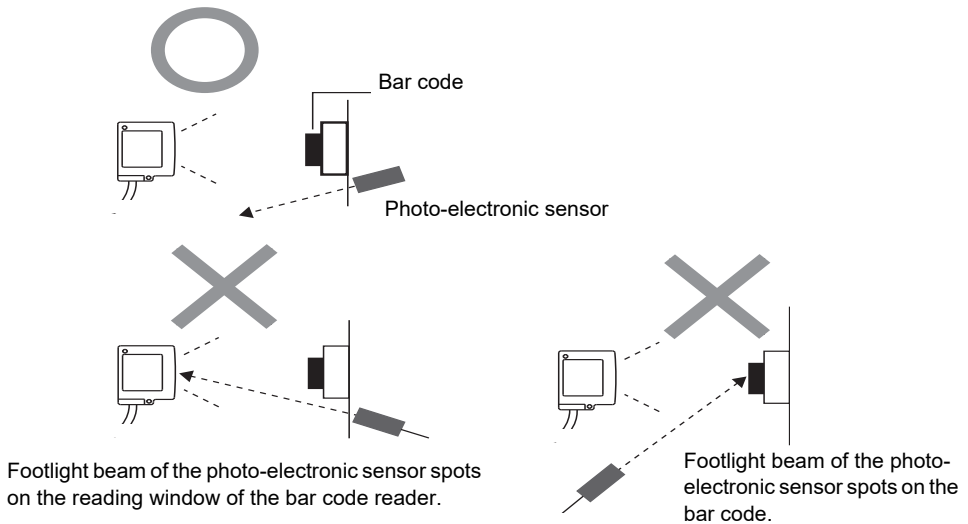 Bar code
Photo-electronic sensor
Footlight beam of the photo-electronic sensor spots
on the reading window of the bar code reader.
Footlight beam of the photo-
electronic sensor spots on the
bar code.